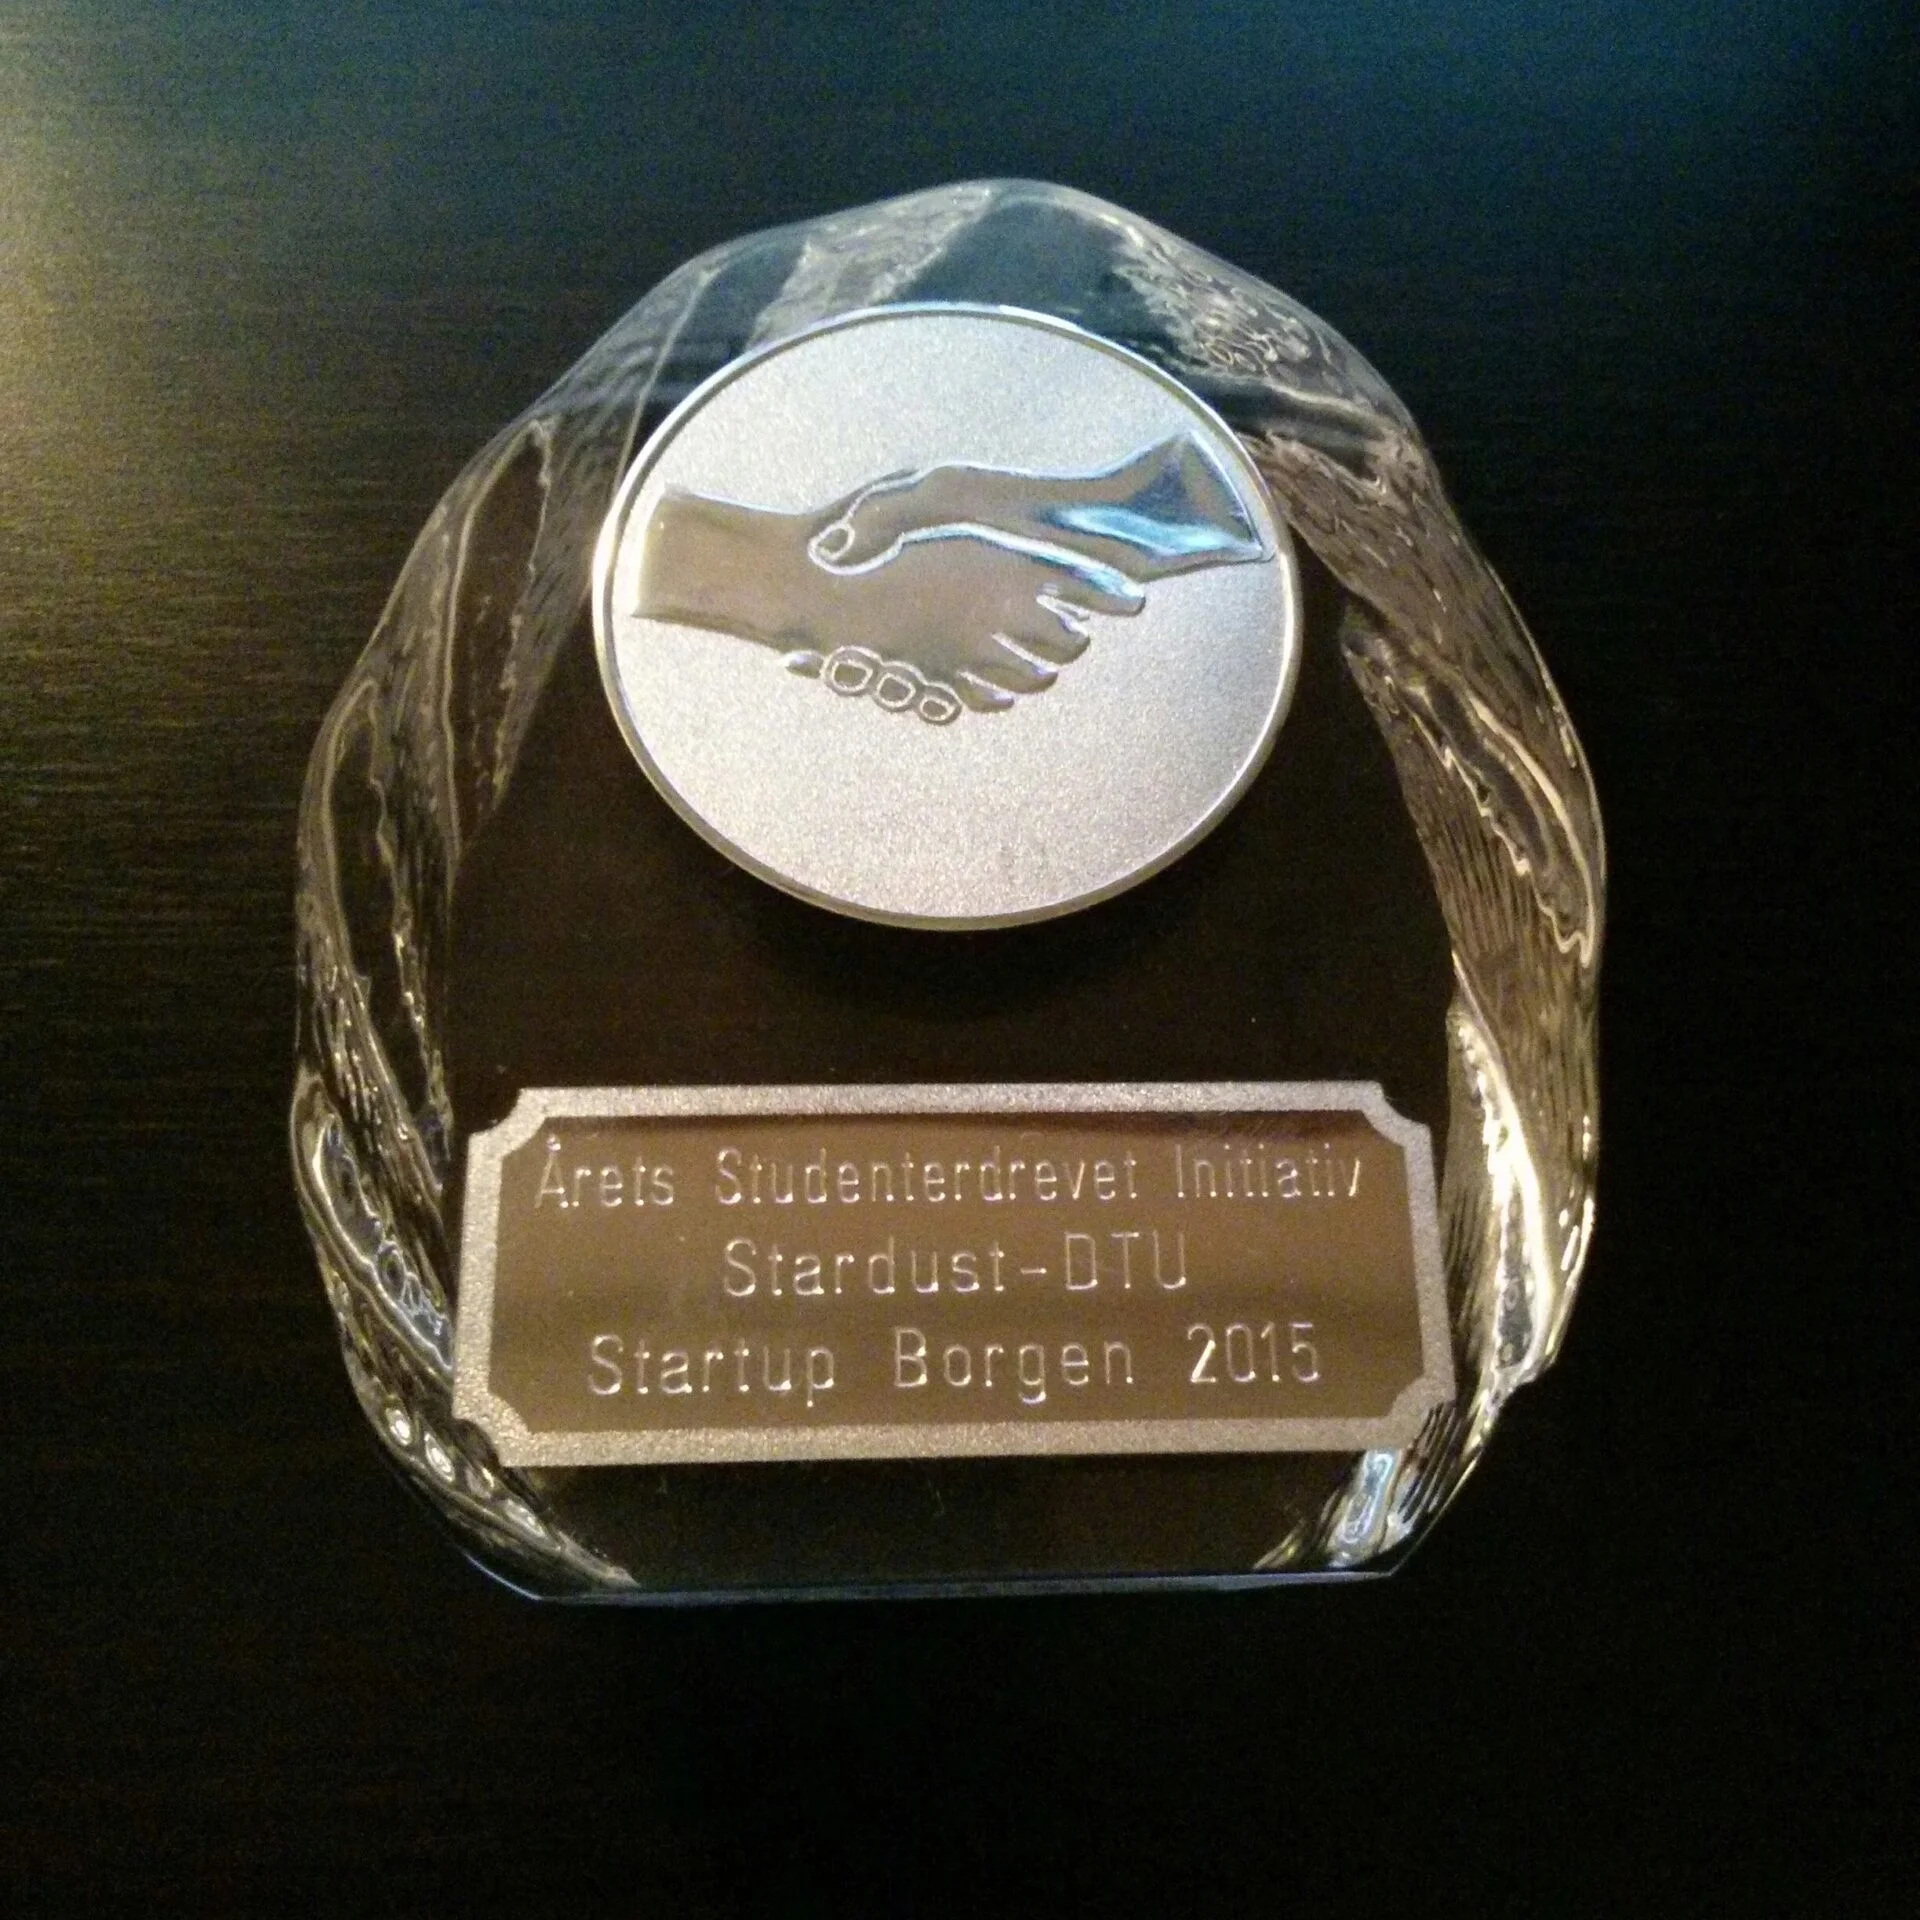 Årets Studenterdrevet Initiativ
Stardust-DTU
Startup Borgen 2015